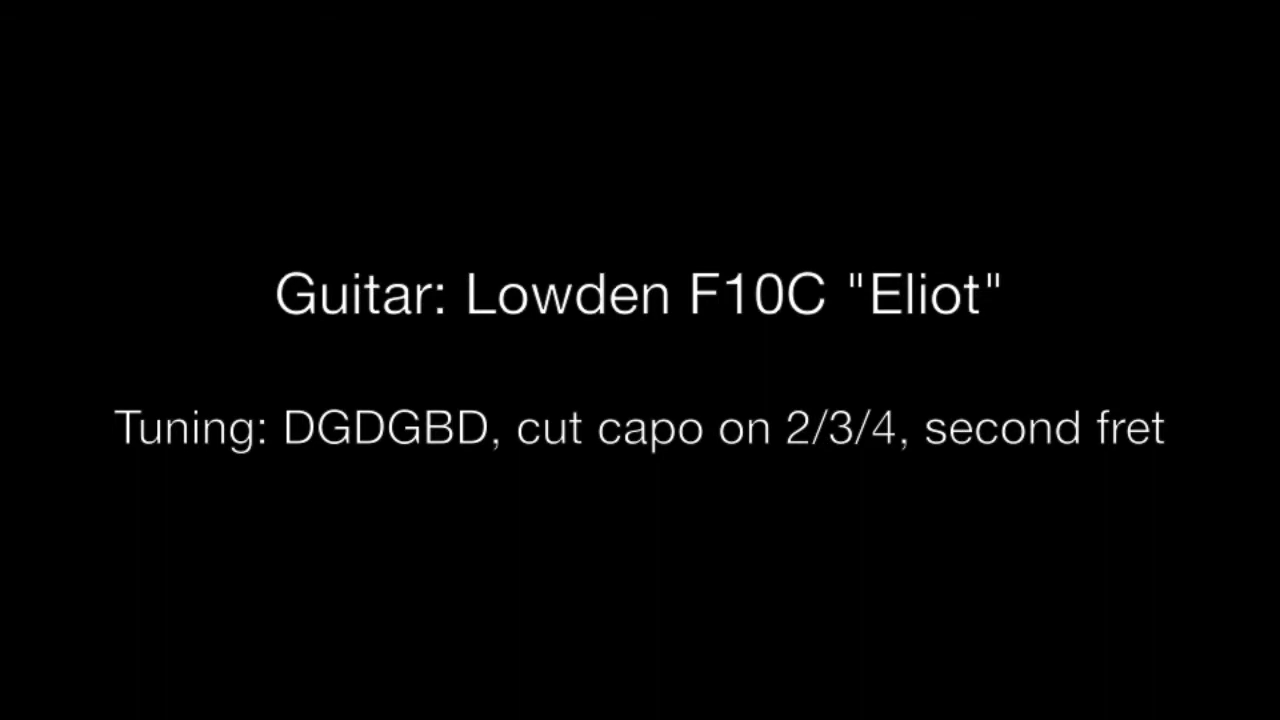 Guitar: Lowden F10C "Eliot"
Tuning: DGDGBD, cut capo on 2/3/4, second fret